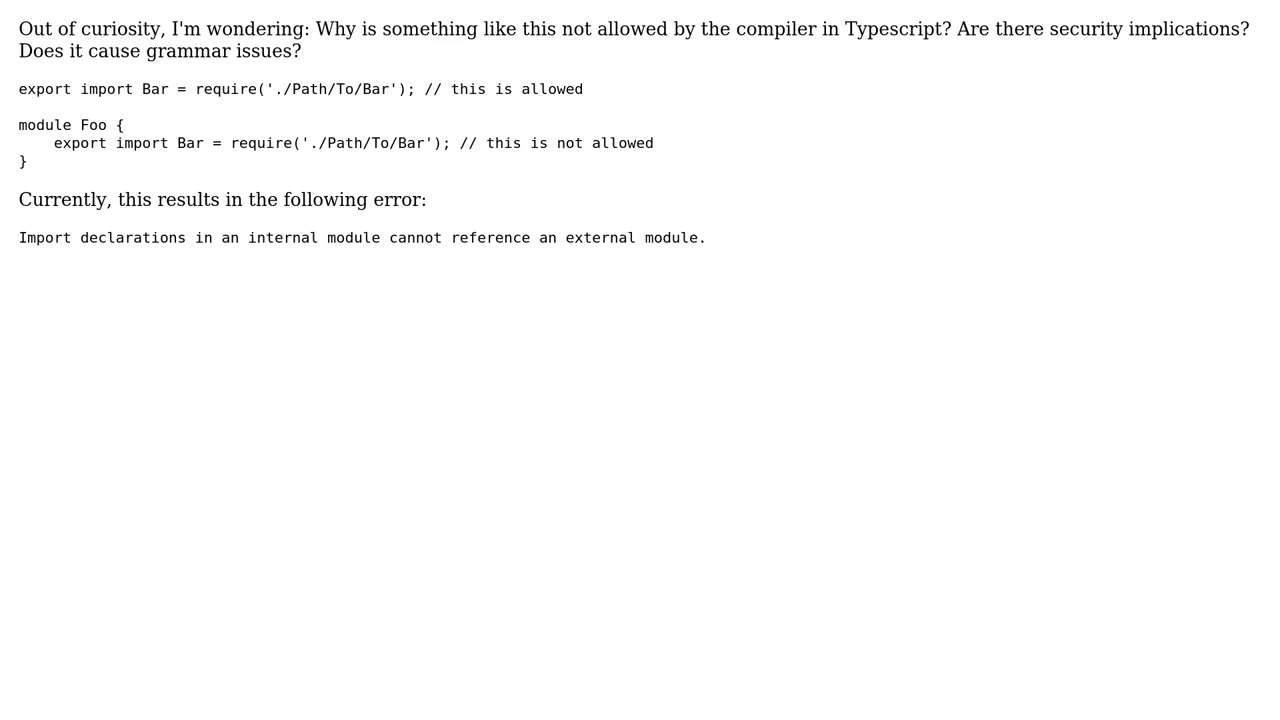 Out of curiosity, I'm wondering: Why is something like this not allowed by the compiler in Typescript? Are there security implications?
Does it cause grammar issues?
export import Bar = require('./Path/To/Bar'); // this is allowed
module Foo {
    export import Bar = require('./Path/To/Bar'); // this is not allowed
}
Currently, this results in the following error:
Import declarations in an internal module cannot reference an external module.